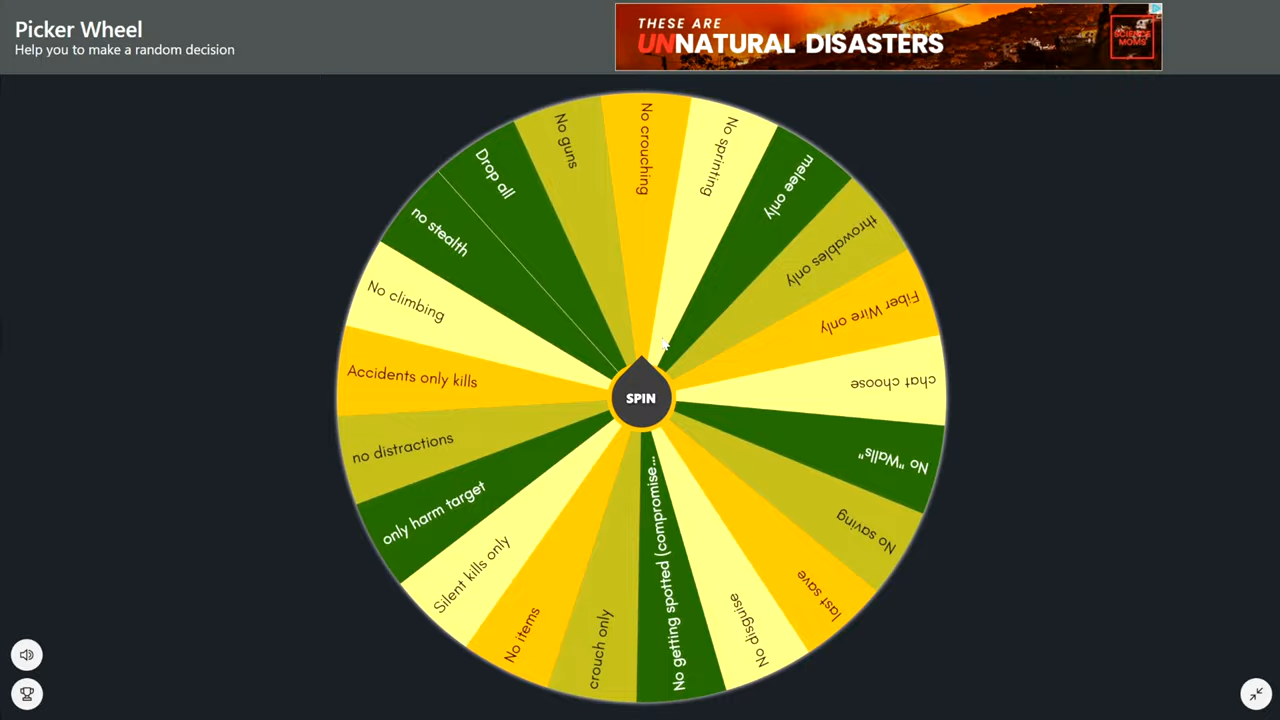 Picker Wheel
Help you to make a random decision
THESE ARE
UNNATURAL DISASTERS
SCIENCE
MOMS
No crouching
No sprinting
melee only
throwables only
Fiber Wire only
chat choose
No "Walls"
No saving
last save
No disguise
No getting spotted (compromise...
crouch only
No items
Silent kills only
only harm target
no distractions
Accidents only kills
No climbing
no stealth
Drop all
No guns
SPIN